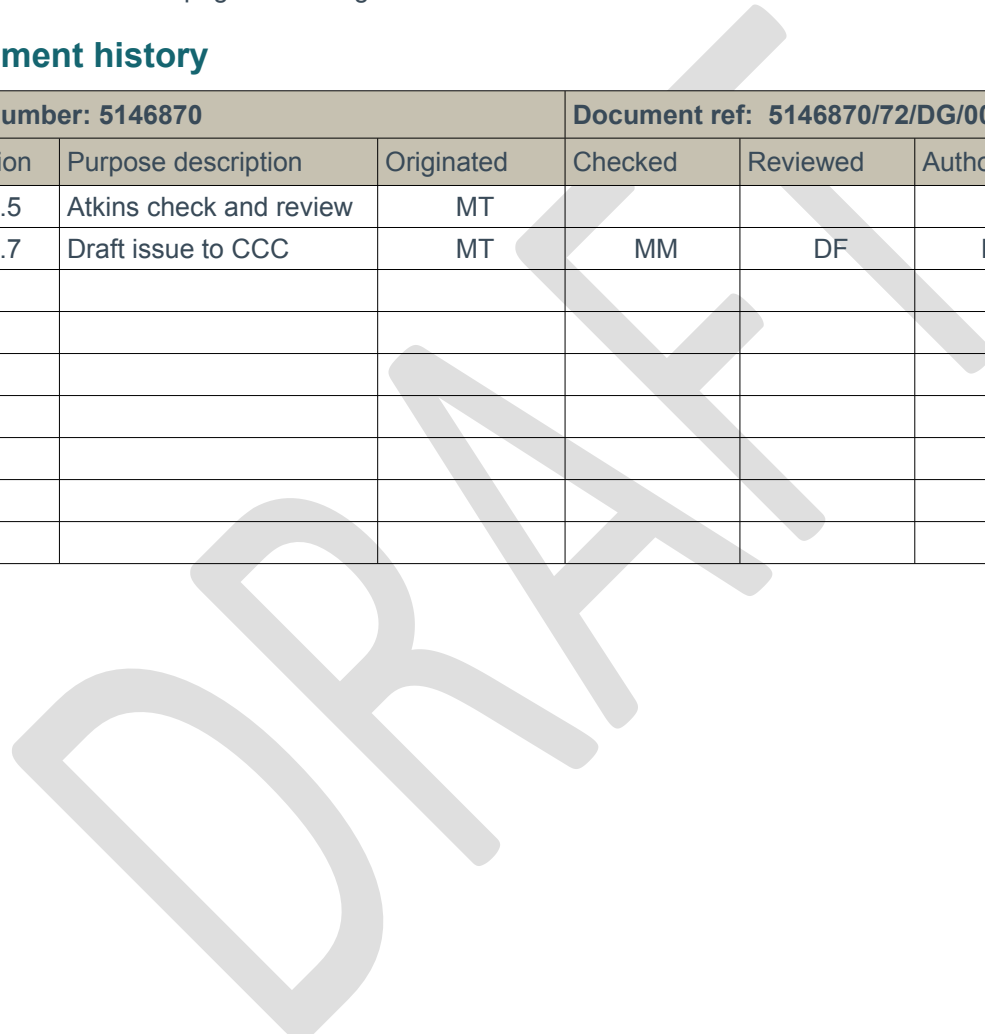 ment history
umber: 5146870 Document ref: 5146870/72/DG/00
ion Purpose description Originated Checked Reviewed Autho
.5 Atkins check and review MT
.7 Draft issue to CCC MT MM DF
DRAFT